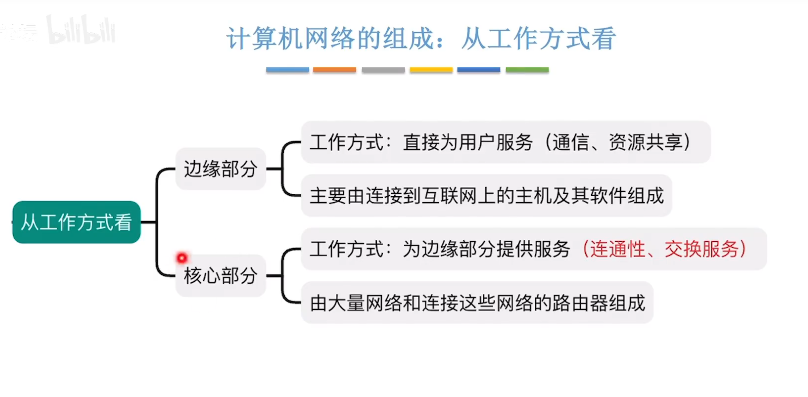 bilibili
计算机网络的组成：从工作方式看
工作方式：直接为用户服务（通信、资源共享）
边缘部分
主要由连接到互联网上的主机及其软件组成
从工作方式看
工作方式：为边缘部分提供服务（连通性、交换服务）
核心部分
由大量网络和连接这些网络的路由器组成